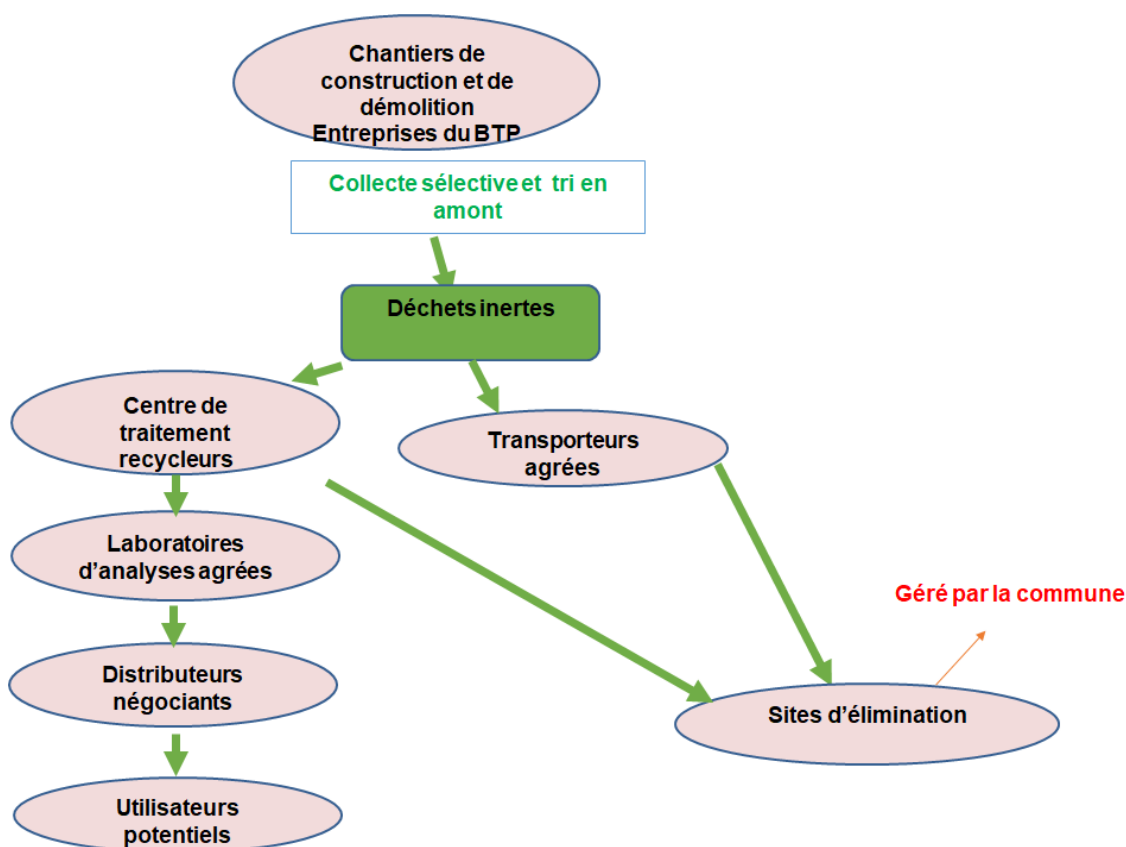 Chantiers de
construction et de
démolition
Entreprises du BTP
Collecte sélective et tri en
amont
Déchets inertes
Centre de
traitement
recycleurs
Transporteurs
agrées
Laboratoires
d'analyses agrées
Géré par la commune
Distributeurs
négociants
Sites d'élimination
Utilisateurs
potentiels